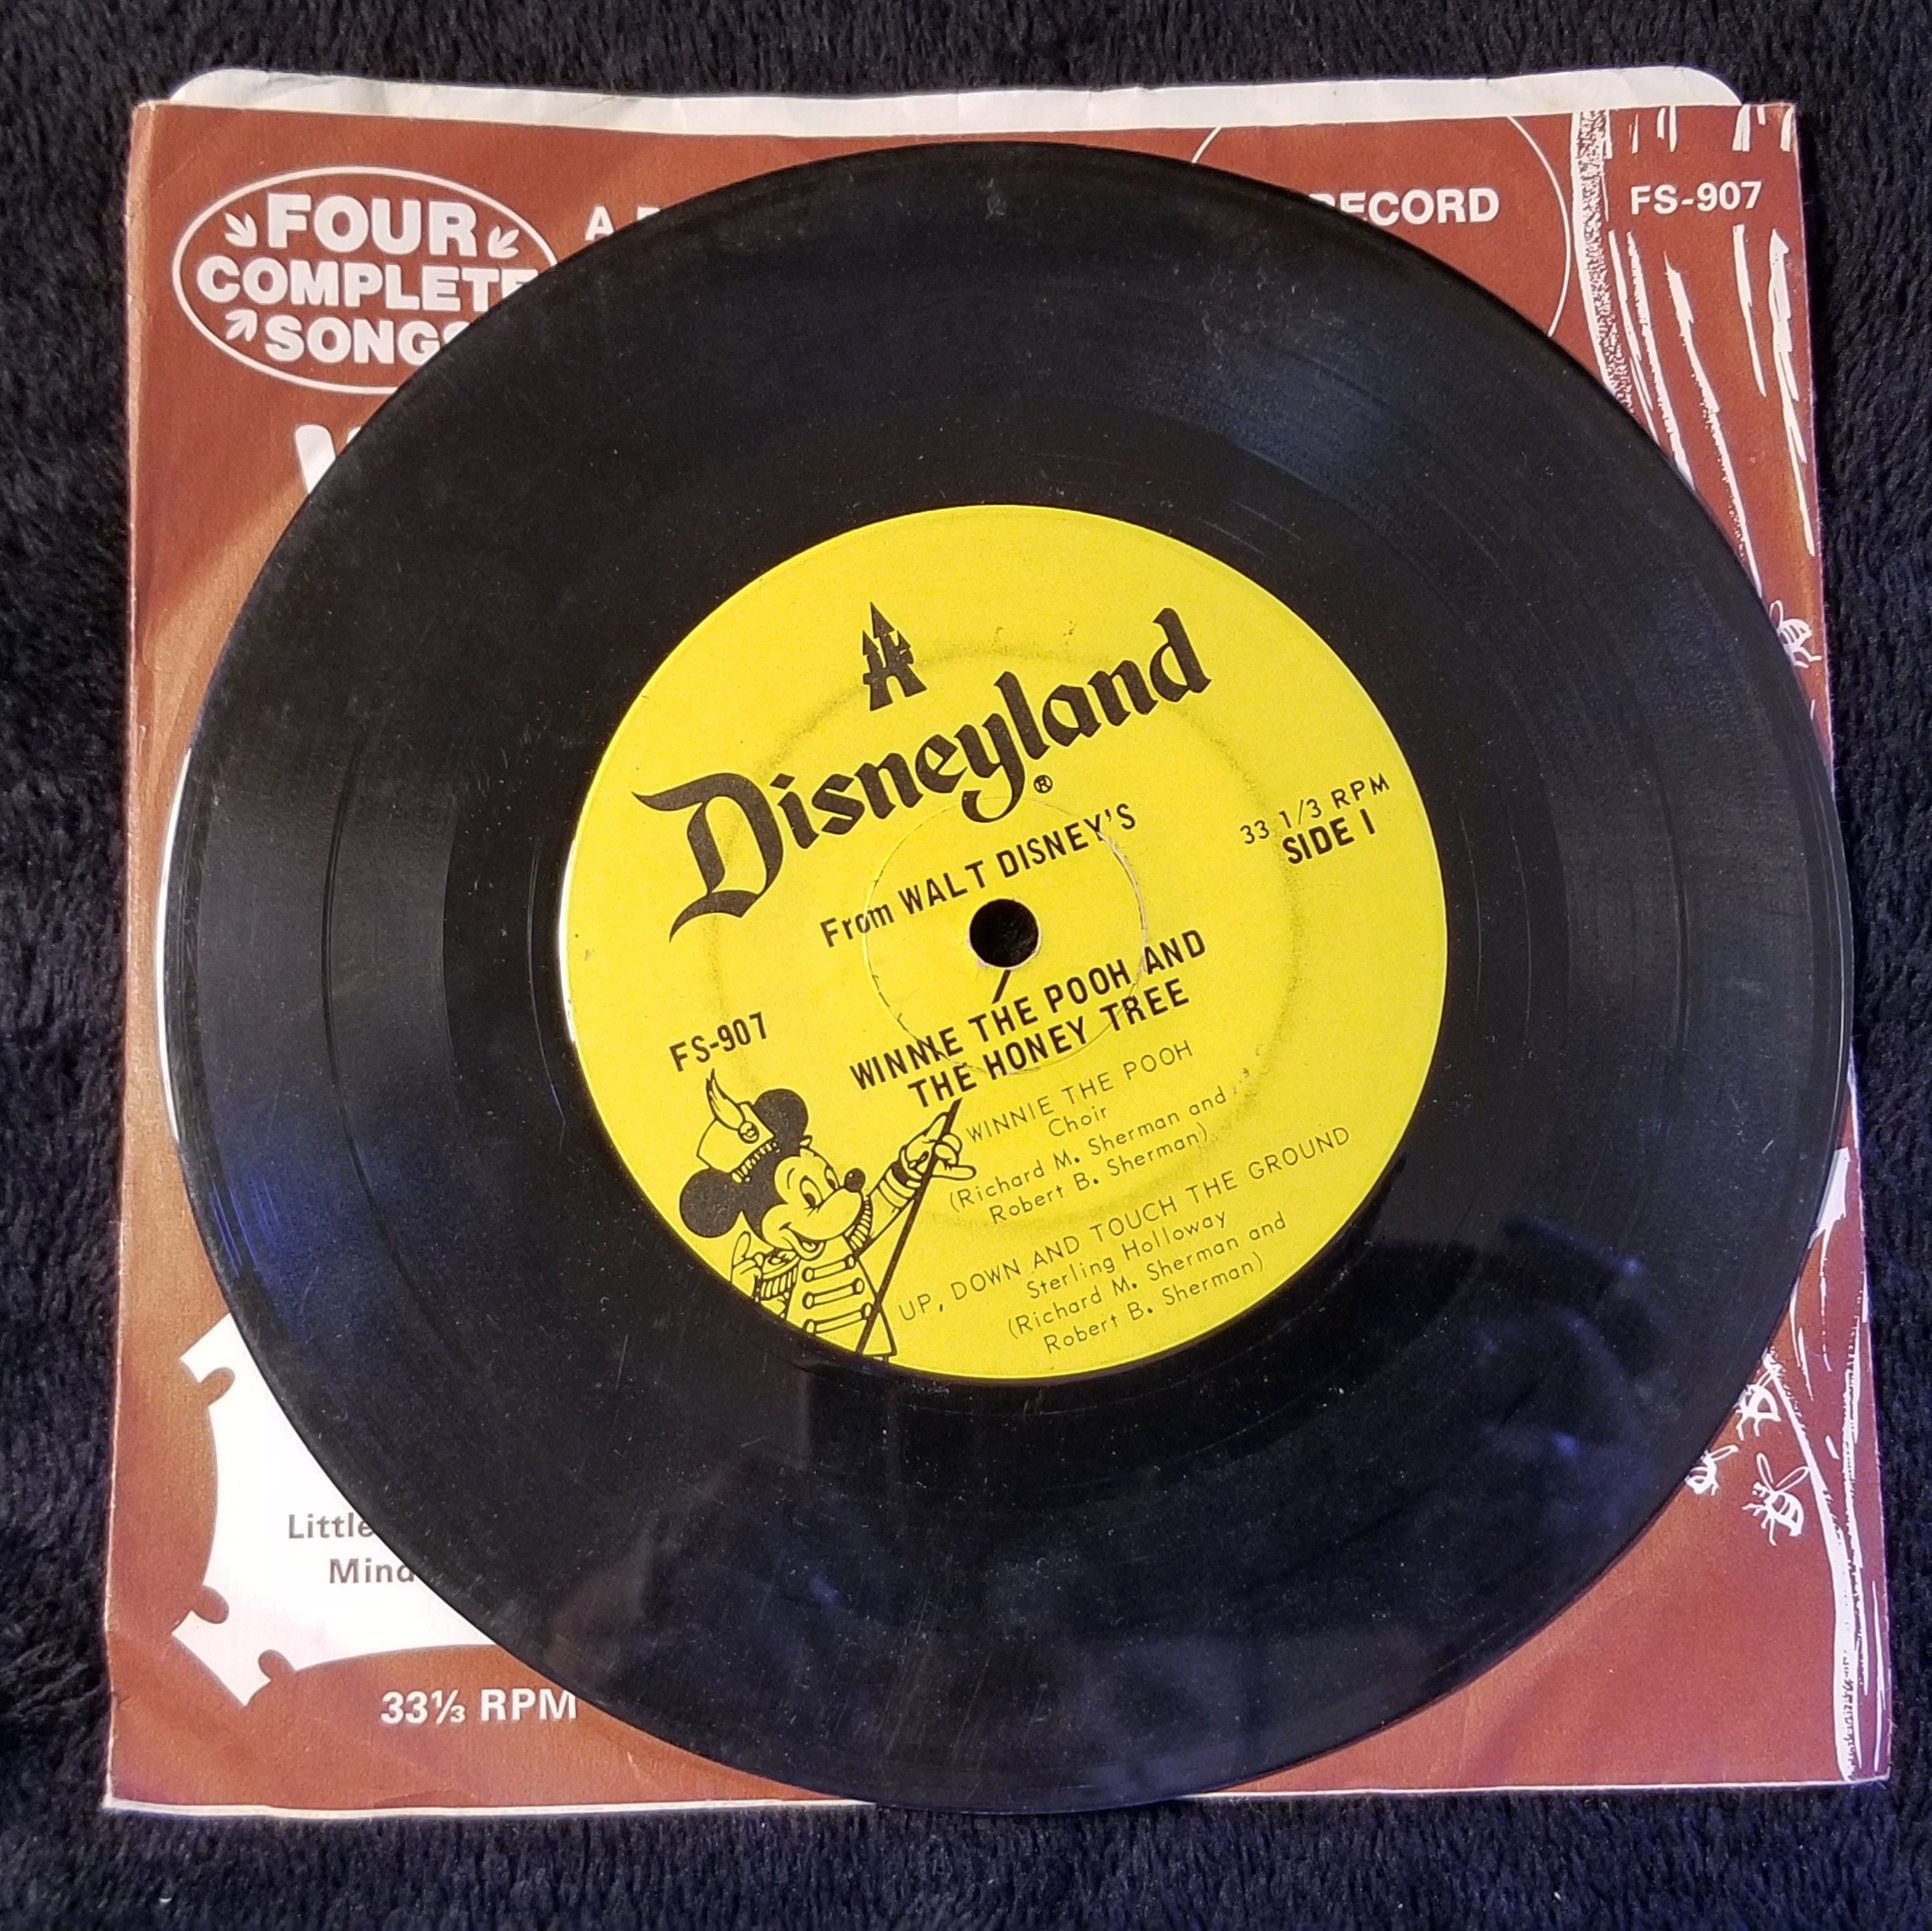 FOUR
COMPLETE
SONGS
A
RECORD
FS-907
Disneyland®
From WALT DISNEY'S
33 1/3 RPM
SIDE 1
WINNIE THE POOH AND
THE HONEY TREE
FS-907
WINNIE THE POOH
Choir
(Richard M. Sherman and
Robert B. Sherman)
UP, DOWN AND TOUCH THE GROUND
Sterling Holloway
(Richard M. Sherman and
Robert B. Sherman)
Little
Mind
33⅓ RPM